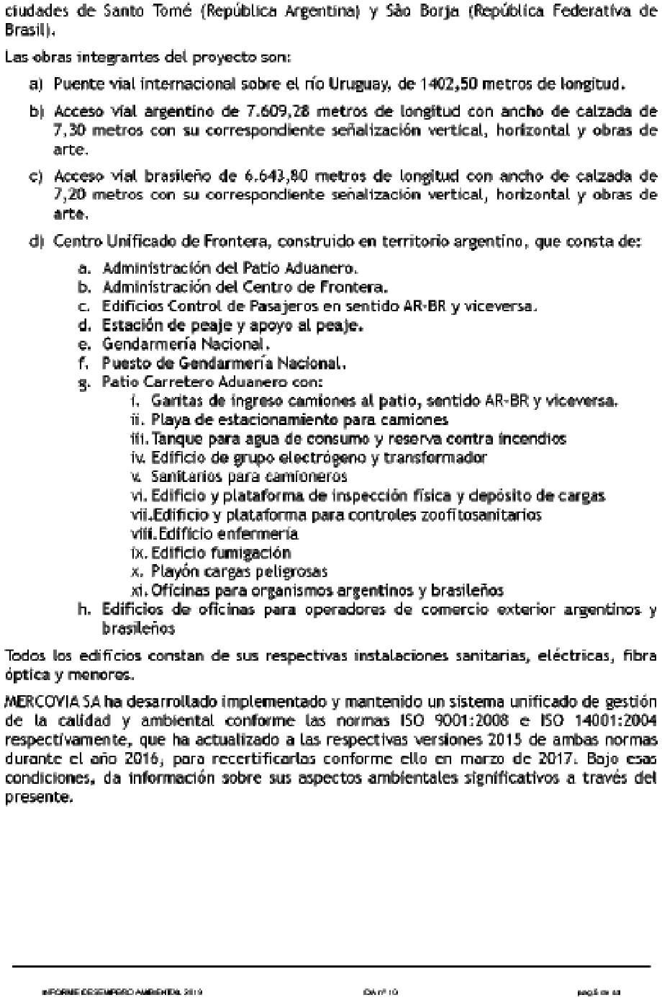 ciudades de Santo Tomé (República Argentina) y São Borja (República Federativa de
Brasil).
Las obras integrantes del proyecto son:
a) Puente vial internacional sobre el río Uruguay, de 1402,50 metros de longitud.
b) Acceso vial argentino de 7.609,28 metros de longitud con ancho de calzada de
7,30 metros con su correspondiente señalización vertical, horizontal y obras de
arte.
c) Acceso vial brasileño de 6.643,80 metros de longitud con ancho de calzada de
7,20 metros con su correspondiente señalización vertical, horizontal y obras de
arte.
d) Centro Unificado de Frontera, construido en territorio argentino, que consta de:
a. Administración del Patio Aduanero.
b. Administración del Centro de Frontera.
c. Edificios Control de Pasajeros en sentido AR-BR y viceversa.
d. Estación de peaje y apoyo al peaje.
e. Gendarmería Nacional.
f. Puesto de Gendarmería Nacional.
g. Patio Carretero Aduanero con:
i. Garitas de ingreso camiones al patio, sentido AR-BR y viceversa.
ii. Playa de estacionamiento para camiones
iii. Tanque para agua de consumo y reserva contra incendios
iv. Edificio de grupo electrógeno y transformador
v. Sanitarios para camioneros
vi. Edificio y plataforma de inspección física y depósito de cargas
vii. Edificio y plataforma para controles zoofitosanitarios
viii. Edificio enfermería
ix. Edificio fumigación
x. Playón cargas peligrosas
xi. Oficinas para organismos argentinos y brasileños
h. Edificios de oficinas para operadores de comercio exterior argentinos y
brasileños
Todos los edificios constan de sus respectivas instalaciones sanitarias, eléctricas, fibra
óptica y menores.
MERCOVIA SA ha desarrollado implementado y mantenido un sistema unificado de gestión
de la calidad y ambiental conforme las normas ISO 9001:2008 e ISO 14001:2004
respectivamente, que ha actualizado a las respectivas versiones 2015 de ambas normas
durante el año 2016, para recertificarlas conforme ello en marzo de 2017. Bajo esas
condiciones, da información sobre sus aspectos ambientales significativos a través del
presente.
INFORME DESEMPEÑO AMBIENTAL 2019
pag 5 de